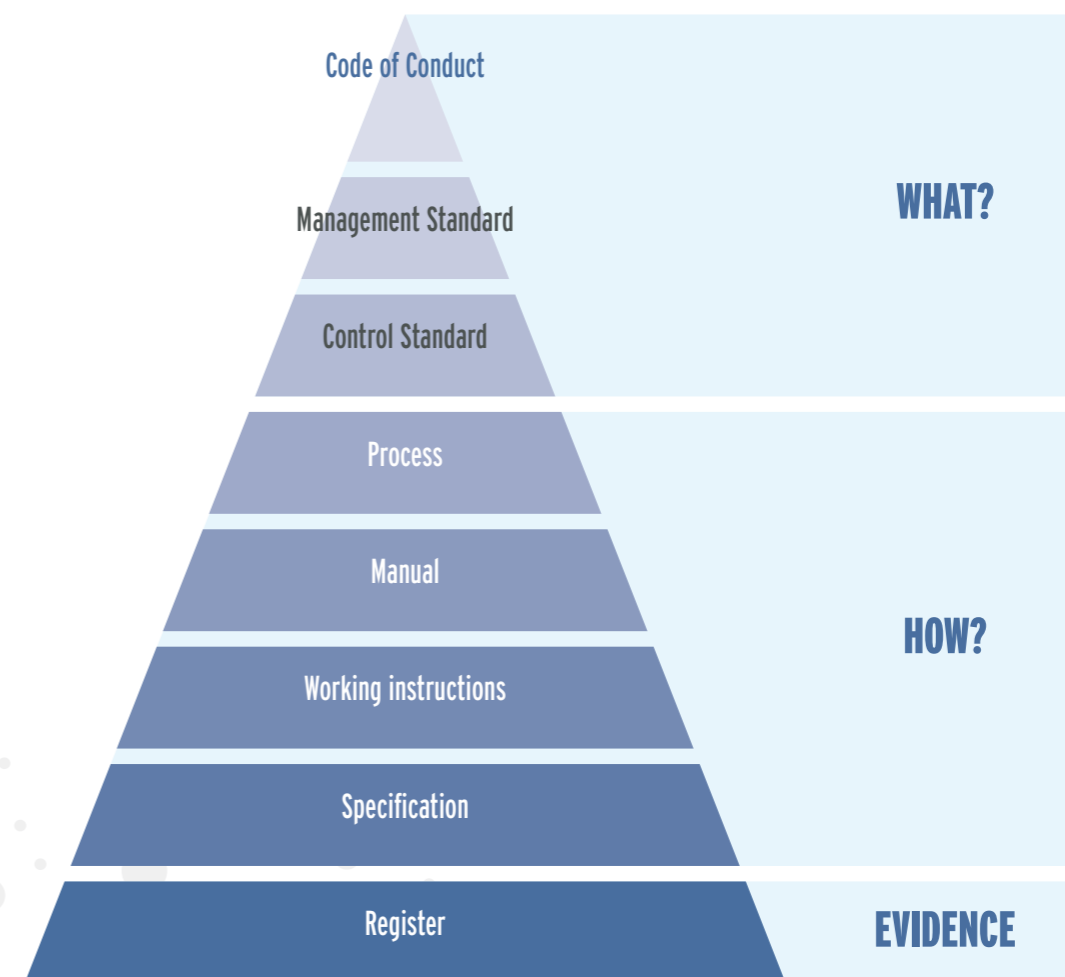 Code of Conduct
Management Standard
Control Standard
WHAT?
Process
Manual
Working instructions
Specification
HOW?
Register
EVIDENCE